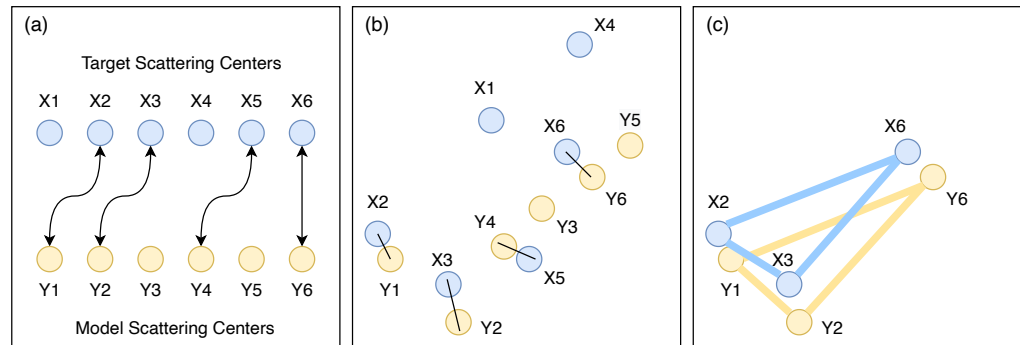 (a)
Target Scattering Centers
X1 X2 X3 X4 X5 X6
Y1 Y2 Y3 Y4 Y5 Y6
Model Scattering Centers
(b)
X4
X1
Y5
X6
Y6
X2
Y4
Y3
X3
Y1
X5
Y2
(c)
X6
Y6
X2
X3
Y1
Y2